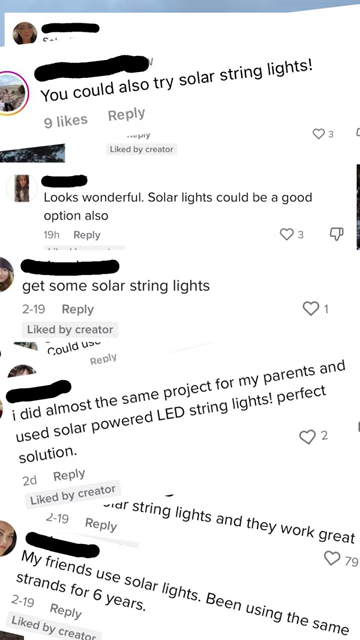 You could also try solar string lights!
9 likes Reply
3
Liked by creator
Looks wonderful. Solar lights could be a good
option also
19h Reply
3
get some solar string lights
2-19 Reply
1
Liked by creator
Could use
Reply
i did almost the same project for my parents and
used solar powered LED string lights! perfect
solution.
2
2d Reply
Liked by creator
string lights and they work great
2-19 Reply
79
My friends use solar lights. Been using the same
strands for 6 years.
2-19 Reply
Liked by creator